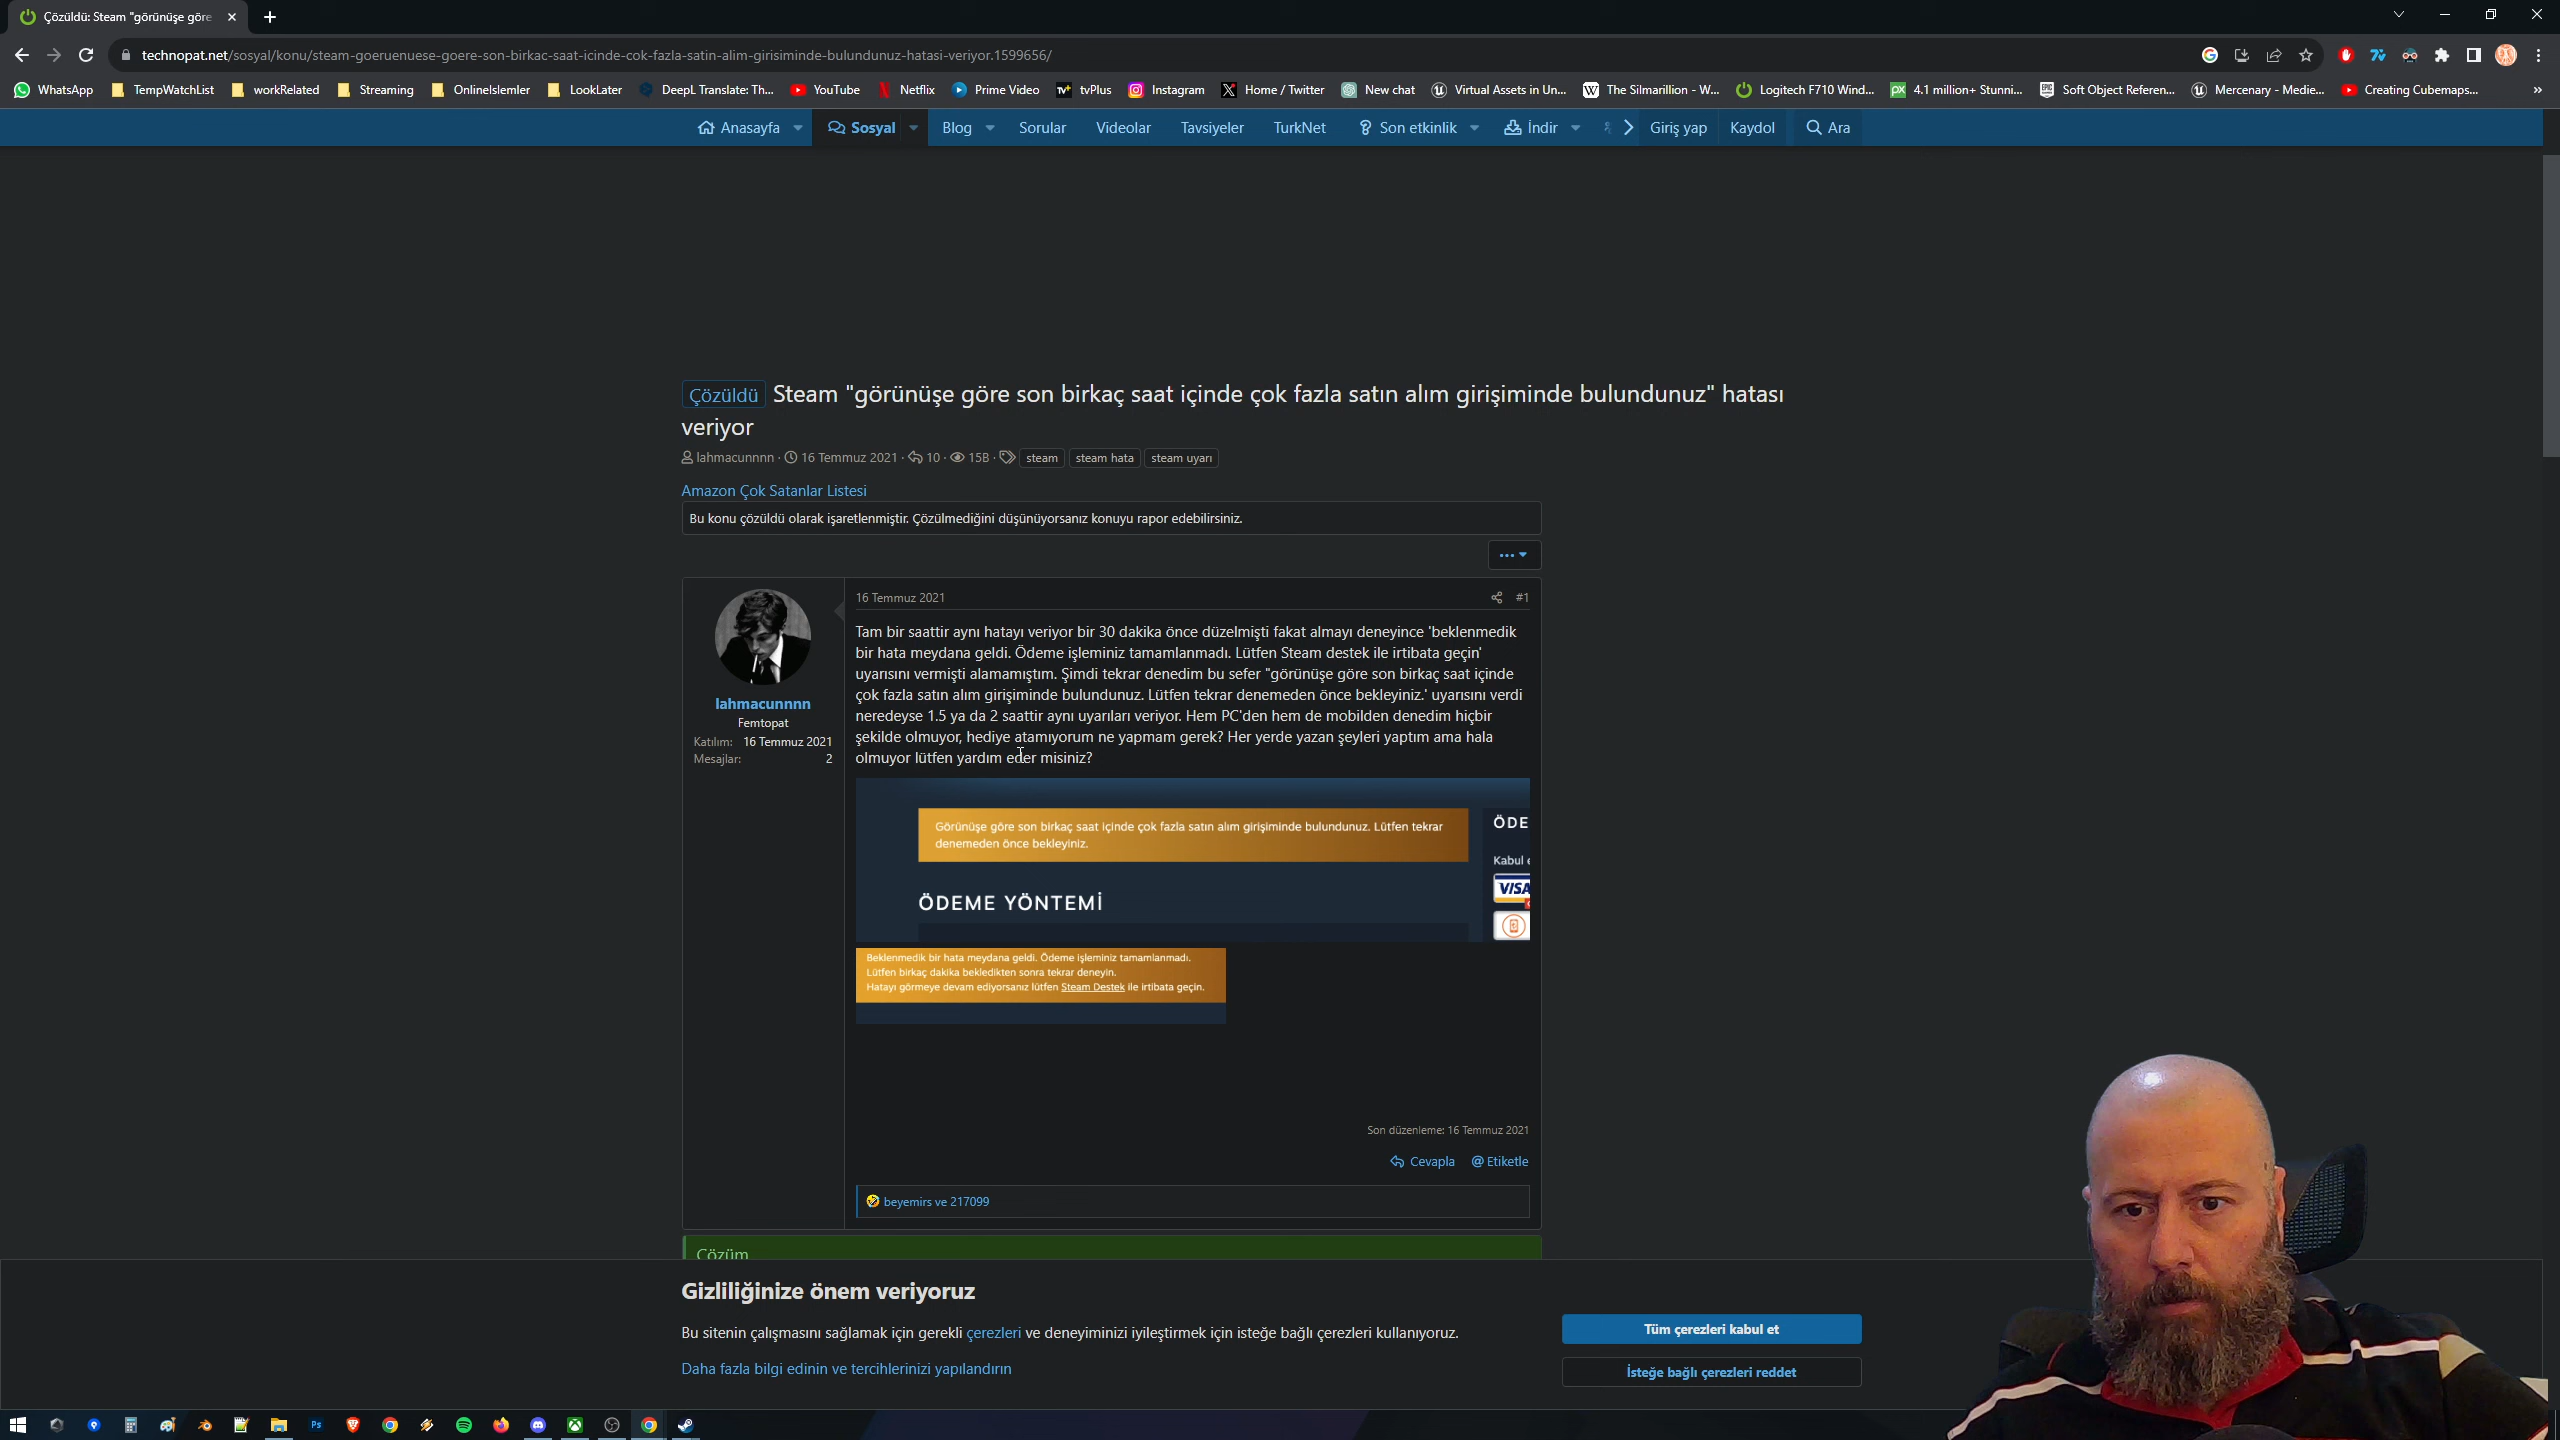 Çözüldü: Steam "görünüşe göre
technopat.net/sosyal/konu/steam-goeruenuese-goere-son-birkac-saat-icinde-cok-fazla-satin-alim-girisiminde-bulundunuz-hatasi-veriyor.1599656/
WhatsApp TempWatchList workRelated Streaming OnlineIslemler LookLater DeepL Translate: Th... YouTube Netflix Prime Video tvPlus Instagram Home / Twitter New chat Virtual Assets in Un... The Silmarillion - W... Logitech F710 Wind... 4.1 million+ Stunni... Soft Object Referen... Mercenary - Medie... Creating Cubemaps... »
Anasayfa Sosyal Blog Sorular Videolar Tavsiyeler TurkNet Son etkinlik İndir Giriş yap Kaydol Ara
Çözüldü Steam "görünüşe göre son birkaç saat içinde çok fazla satın alım girişiminde bulundunuz" hatası
veriyor
lahmacunnnn · 16 Temmuz 2021 · 10 · 15B · steam steam hata steam uyarı
Amazon Çok Satanlar Listesi
Bu konu çözüldü olarak işaretlenmiştir. Çözülmediğini düşünüyorsanız konuyu rapor edebilirsiniz.
16 Temmuz 2021 #1
lahmacunnnn
Femtopat
Katılım: 16 Temmuz 2021
Mesajlar: 2
Tam bir saattir aynı hatayı veriyor bir 30 dakika önce düzelmişti fakat almayı deneyince 'beklenmedik
bir hata meydana geldi. Ödeme işleminiz tamamlanmadı. Lütfen Steam destek ile irtibata geçin'
uyarısını vermişti alamamıştım. Şimdi tekrar denedim bu sefer "görünüşe göre son birkaç saat içinde
çok fazla satın alım girişiminde bulundunuz. Lütfen tekrar denemeden önce bekleyiniz.' uyarısını verdi
neredeyse 1.5 ya da 2 saattir aynı uyarıları veriyor. Hem PC'den hem de mobilden denedim hiçbir
şekilde olmuyor, hediye atamıyorum ne yapmam gerek? Her yerde yazan şeyleri yaptım ama hala
olmuyor lütfen yardım eder misiniz?
Görünüşe göre son birkaç saat içinde çok fazla satın alım girişiminde bulundunuz. Lütfen tekrar
denemeden önce bekleyiniz.
ÖDE
Kabul e
VISA
ÖDEME YÖNTEMİ
Beklenmedik bir hata meydana geldi. Ödeme işleminiz tamamlanmadı.
Lütfen birkaç dakika bekledikten sonra tekrar deneyin.
Hatayı görmeye devam ediyorsanız lütfen Steam Destek ile irtibata geçin.
Son düzenleme: 16 Temmuz 2021
Cevapla @ Etiketle
beyemirs ve 217099
Çözüm
Gizliliğinize önem veriyoruz
Bu sitenin çalışmasını sağlamak için gerekli çerezleri ve deneyiminizi iyileştirmek için isteğe bağlı çerezleri kullanıyoruz.
Daha fazla bilgi edinin ve tercihlerinizi yapılandırın
Tüm çerezleri kabul et
İsteğe bağlı çerezleri reddet